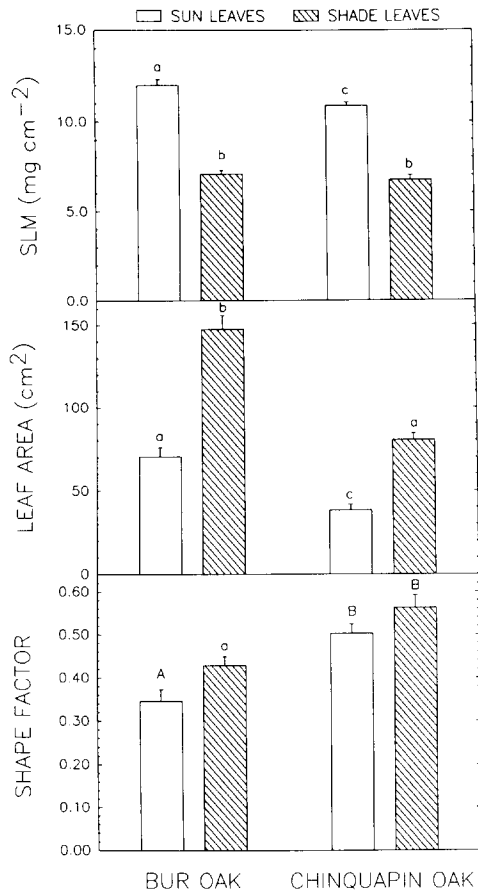 SUN LEAVES SHADE LEAVES
SLM (mg cm−2)
15.0
10.0
5.0
0.0
a
b
c
b
LEAF AREA (cm2)
150
100
50
0
a
b
c
a
SHAPE FACTOR
0.60
0.50
0.40
0.30
0.20
0.10
0.00
A
a
B
B
BUR OAK CHINQUAPIN OAK